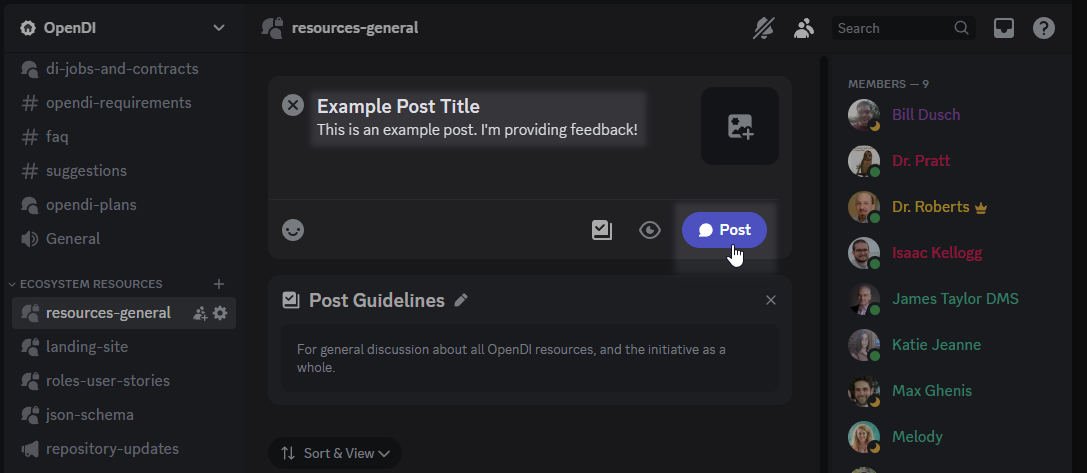 OpenDI
di-jobs-and-contracts
opendi-requirements
faq
suggestions
opendi-plans
General
ECOSYSTEM RESOURCES
resources-general
landing-site
roles-user-stories
json-schema
repository-updates
resources-general
Search
Example Post Title
This is an example post. I'm providing feedback!
Post
Post Guidelines
For general discussion about all OpenDI resources, and the initiative as a
whole.
Sort & View
MEMBERS — 9
Bill Dusch
Dr. Pratt
Dr. Roberts
Isaac Kellogg
James Taylor DMS
Katie Jeanne
Max Ghenis
Melody